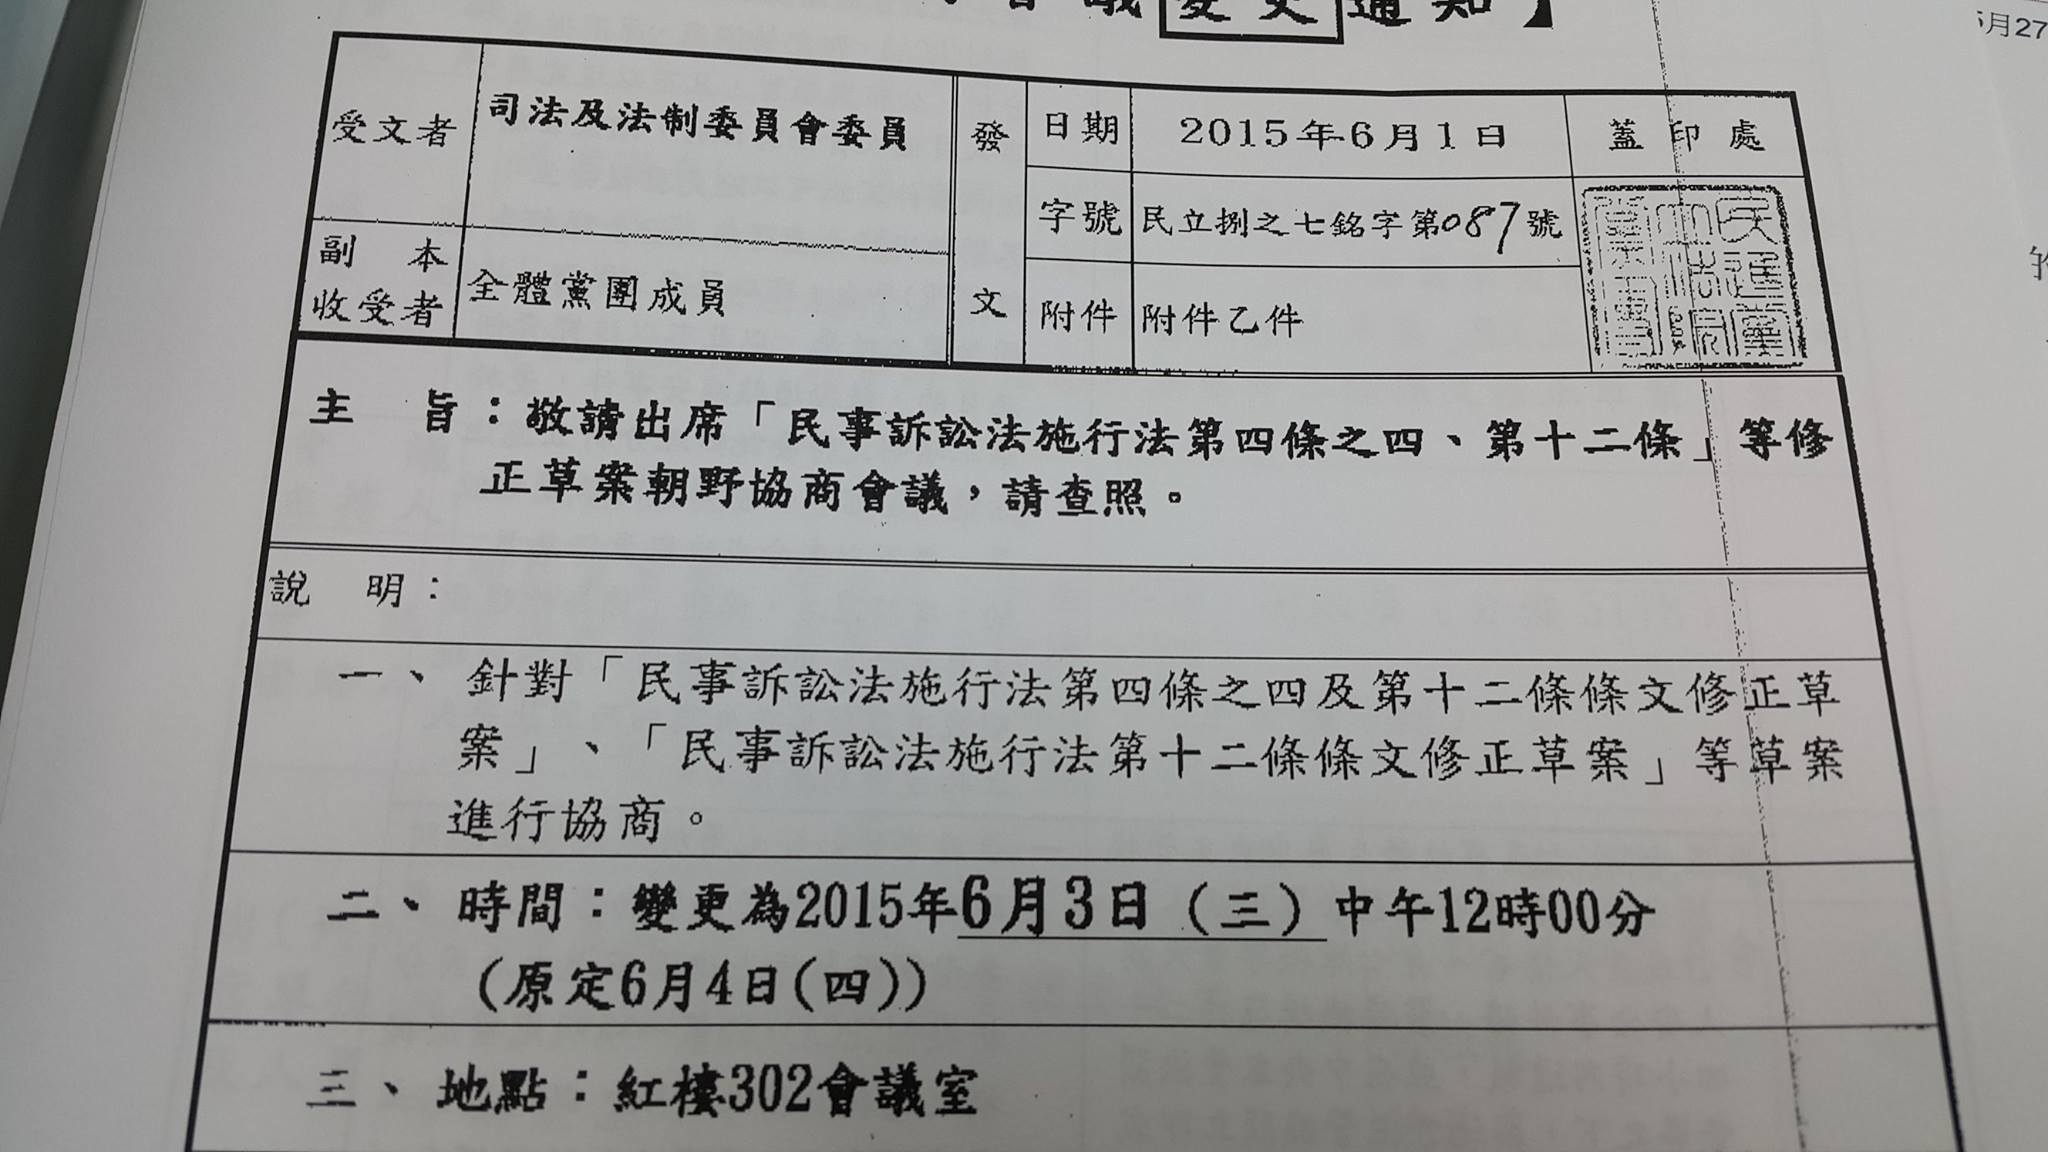 會議變更通知】
5月27
受文者
司法及法制委員會委員
發文
日期
2015年6月1日
蓋印處
字號
民立捌之七銘字第087號
副本
收受者
全體黨團成員
附件
附件乙件
主　旨：敬請出席「民事訴訟法施行法第四條之四、第十二條」等修
正草案朝野協商會議，請查照。
說　明：
一、針對「民事訴訟法施行法第四條之四及第十二條條文修正草
案」、「民事訴訟法施行法第十二條條文修正草案」等草案
進行協商。
二、時間：變更為2015年6月3日（三）中午12時00分
(原定6月4日(四))
三、地點：紅樓302會議室